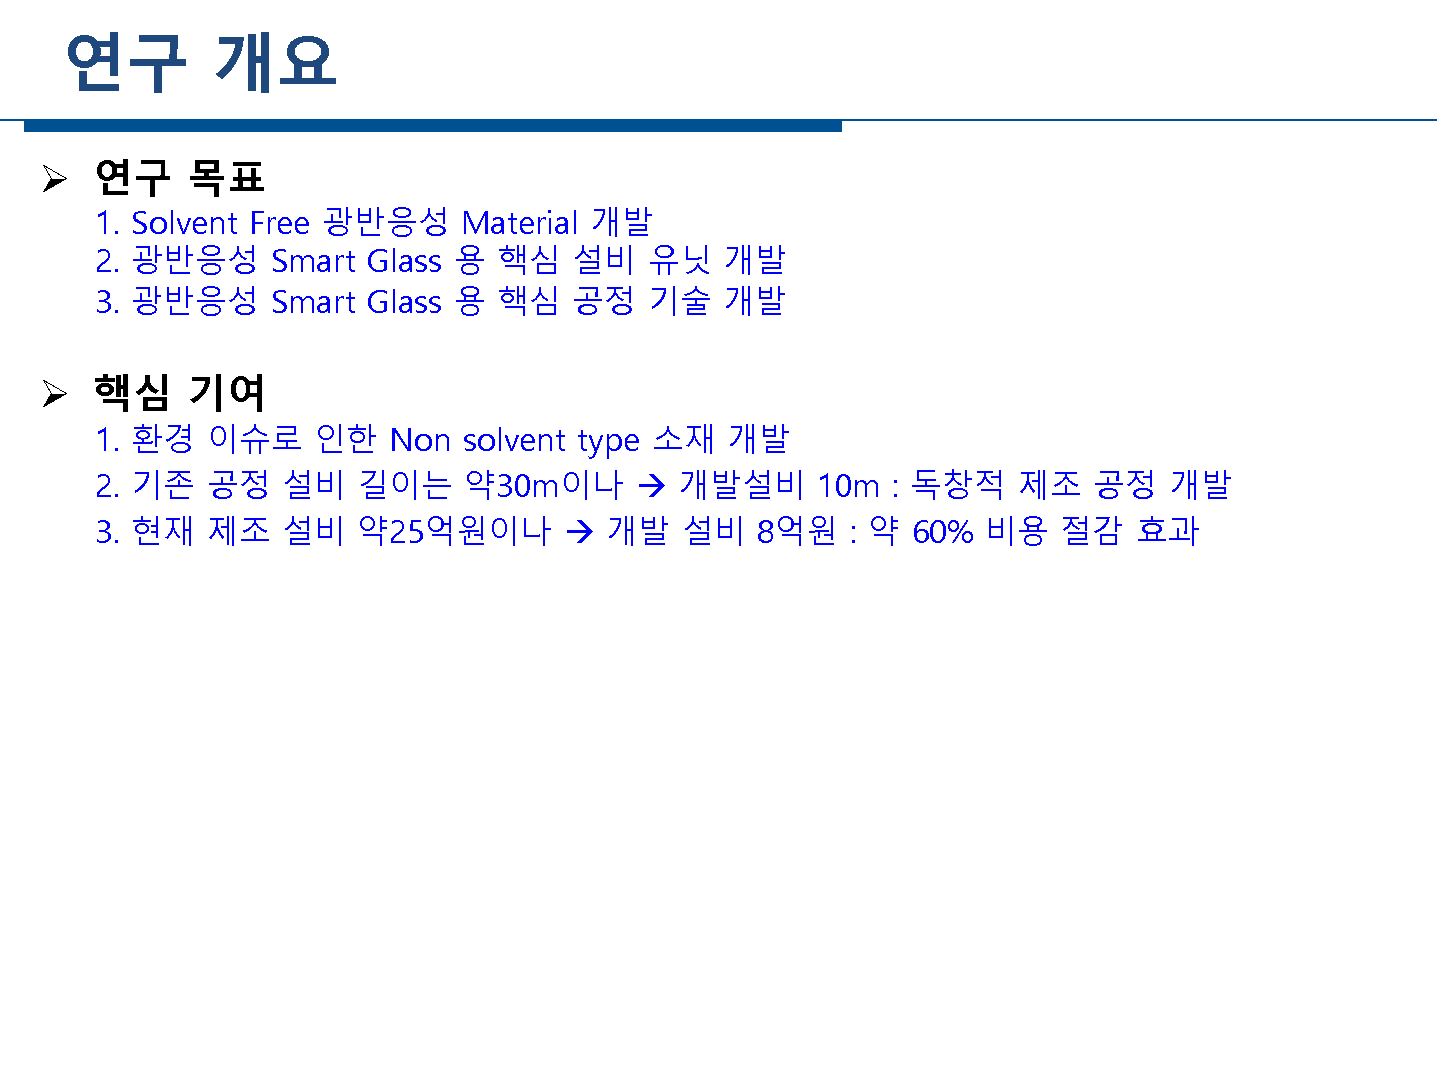 연구 개요
➢ 연구 목표
1. Solvent Free 광반응성 Material 개발
2. 광반응성 Smart Glass 용 핵심 설비 유닛 개발
3. 광반응성 Smart Glass 용 핵심 공정 기술 개발
➢ 핵심 기여
1. 환경 이슈로 인한 Non solvent type 소재 개발
2. 기존 공정 설비 길이는 약30m이나 → 개발설비 10m : 독창적 제조 공정 개발
3. 현재 제조 설비 약25억원이나 → 개발 설비 8억원 : 약 60% 비용 절감 효과